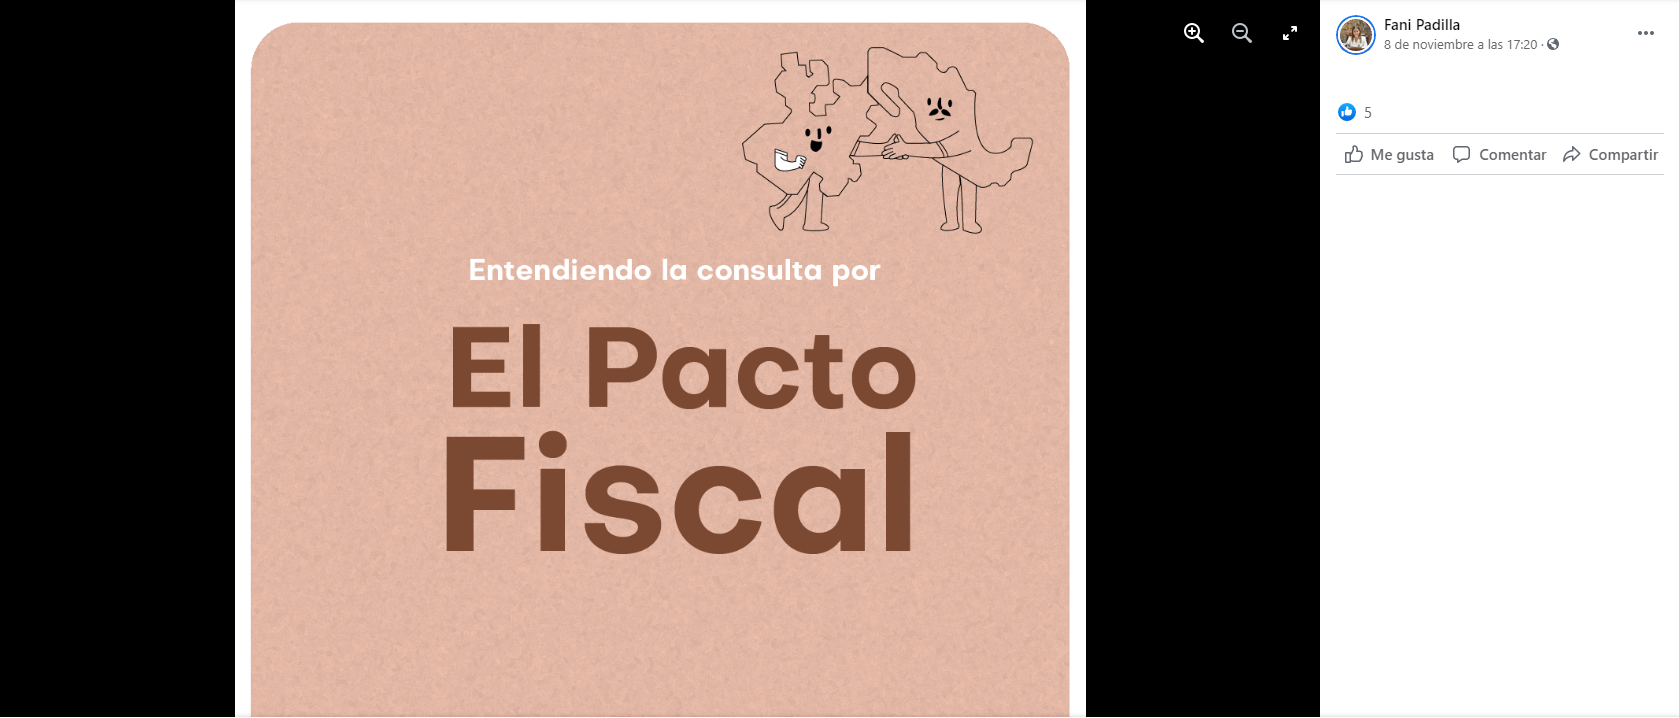 Entendiendo la consulta por
El Pacto
Fiscal
Fani Padilla
8 de noviembre a las 17:20 ·
5
Me gusta
Comentar
Compartir